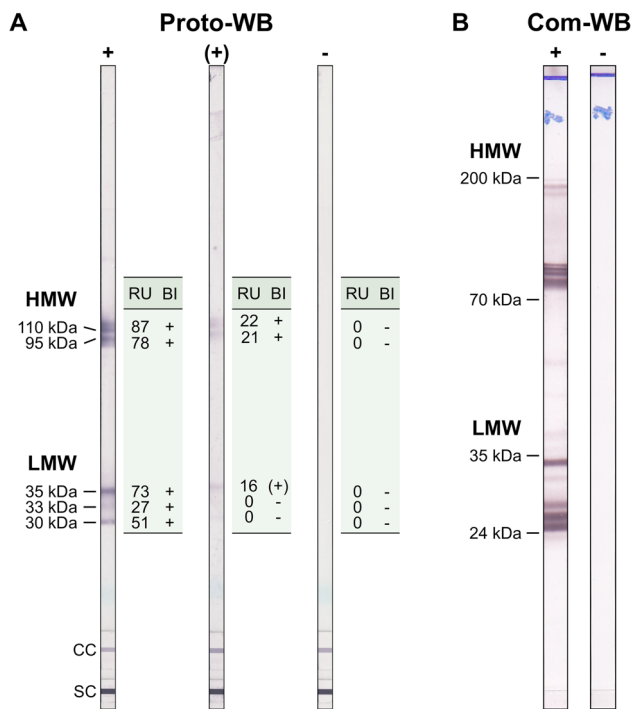 A Proto-WB B Com-WB
+ (+) - + -
HMW
200 kDa
RU BI RU BI RU BI
HMW
110 kDa 87 + 22 + 0 -
95 kDa 78 + 21 + 0 -
70 kDa
LMW
35 kDa
LMW
35 kDa 73 + 16 (+) 0 -
33 kDa 27 + 0 - 0 -
30 kDa 51 + 0 - 0 -
24 kDa
CC
SC